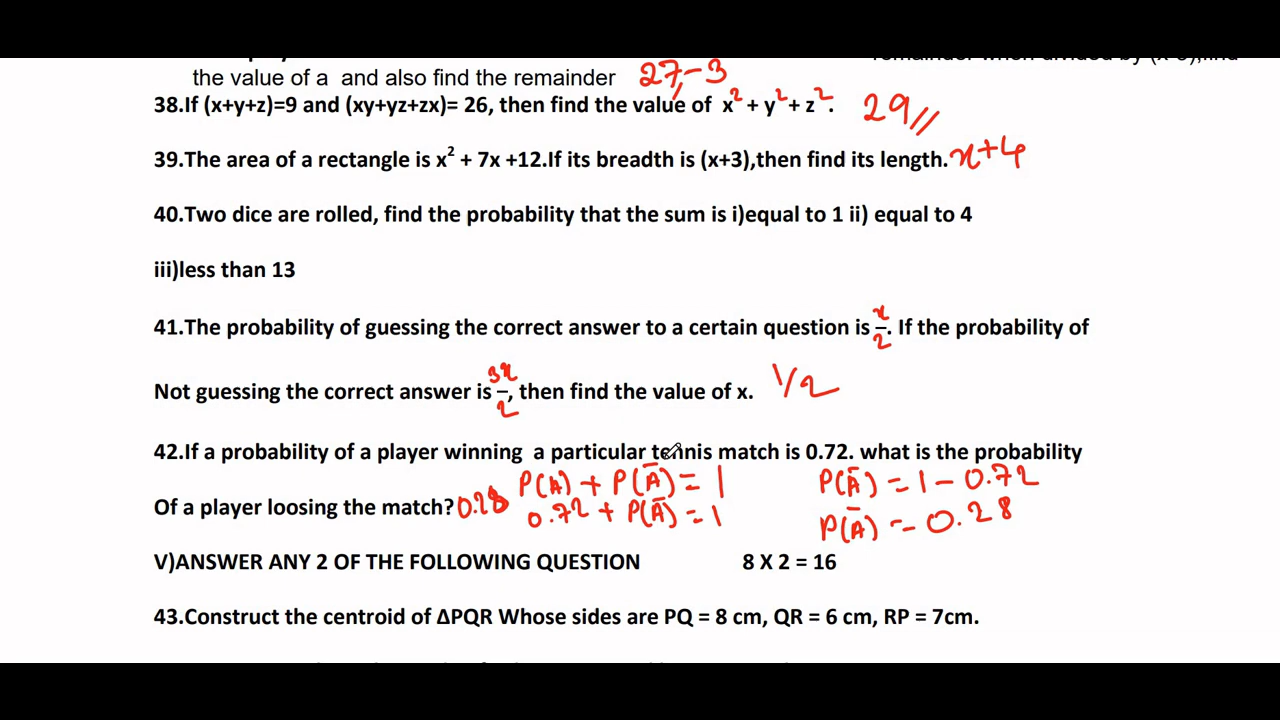 the value of a and also find the remainder 27,-3
38.If (x+y+z)=9 and (xy+yz+zx)= 26, then find the value of x² + y² + z². 29//
39.The area of a rectangle is x² + 7x +12.If its breadth is (x+3),then find its length. x+4
40.Two dice are rolled, find the probability that the sum is i)equal to 1 ii) equal to 4
iii)less than 13
41.The probability of guessing the correct answer to a certain question is x/2. If the probability of
Not guessing the correct answer is 3x/2, then find the value of x. 1/2
42.If a probability of a player winning a particular tennis match is 0.72. what is the probability
P(A) + P(Ā) = 1 P(Ā) = 1 - 0.72
Of a player loosing the match? 0.28 0.72 + P(Ā) = 1 P(Ā) = 0.28
V)ANSWER ANY 2 OF THE FOLLOWING QUESTION 8 X 2 = 16
43.Construct the centroid of ΔPQR Whose sides are PQ = 8 cm, QR = 6 cm, RP = 7cm.